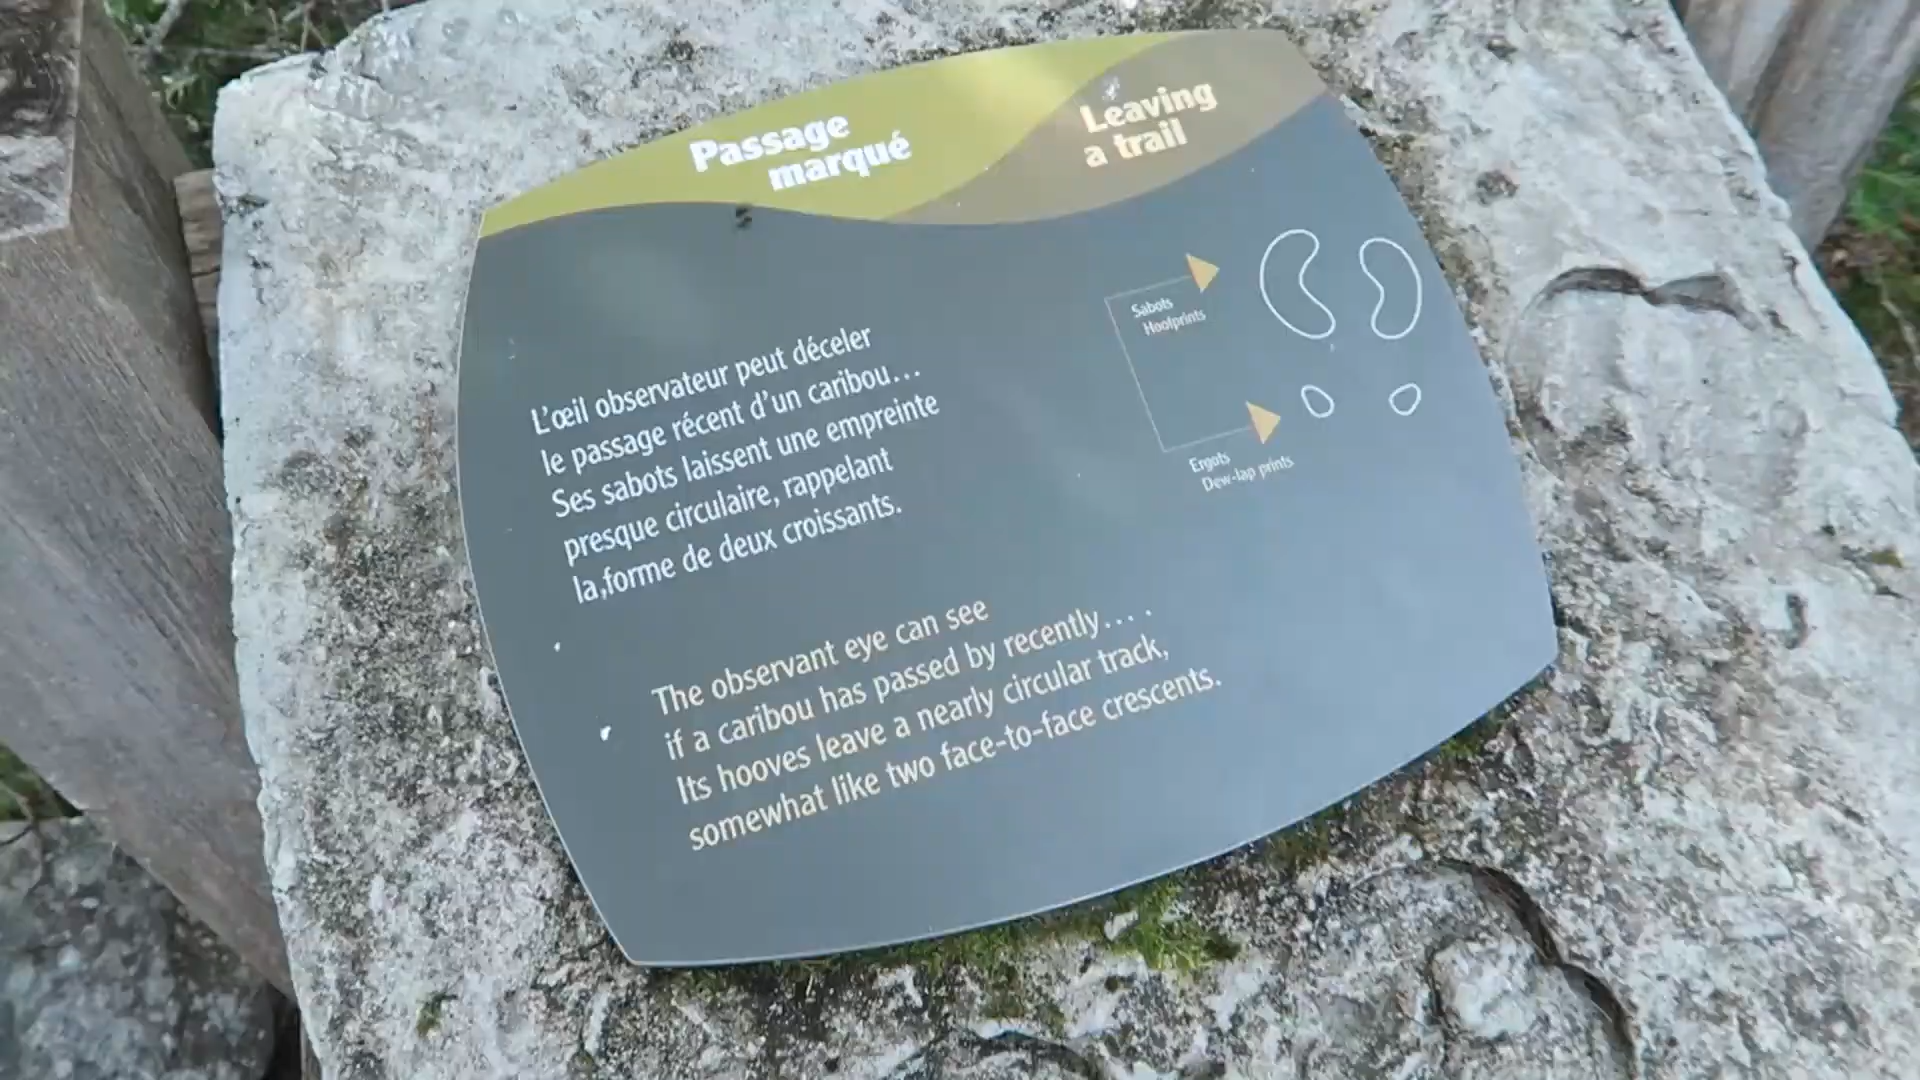 Passage
marqué
Leaving
a trail
L'œil observateur peut déceler
le passage récent d'un caribou...
Ses sabots laissent une empreinte
presque circulaire, rappelant
la forme de deux croissants.
The observant eye can see
if a caribou has passed by recently....
Its hooves leave a nearly circular track,
somewhat like two face-to-face crescents.
Sabots
Hoofprints
Ergots
Dew-lap prints